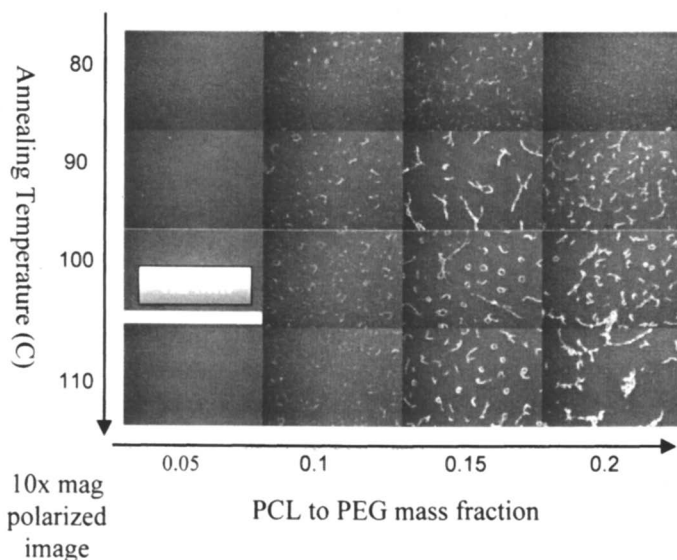 Annealing Temperature (C)
80
90
100
110
0.05
0.1
0.15
0.2
PCL to PEG mass fraction
10x mag
polarized
image